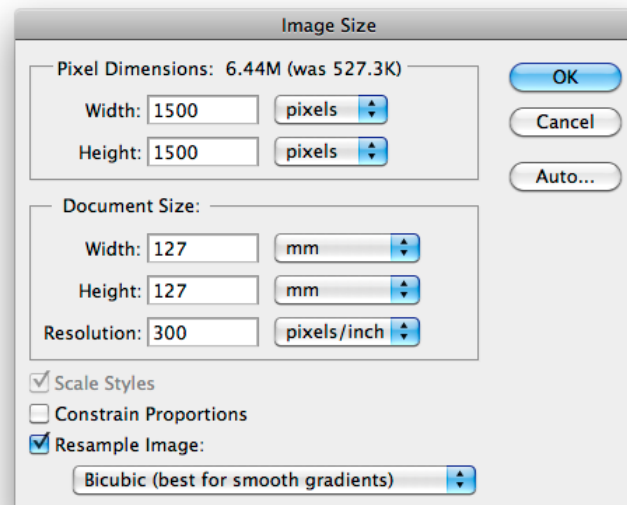 Image Size
Pixel Dimensions: 6.44M (was 527.3K)
OK
Width: 1500 pixels
Cancel
Height: 1500 pixels
Auto...
Document Size:
Width: 127 mm
Height: 127 mm
Resolution: 300 pixels/inch
Scale Styles
Constrain Proportions
Resample Image:
Bicubic (best for smooth gradients)